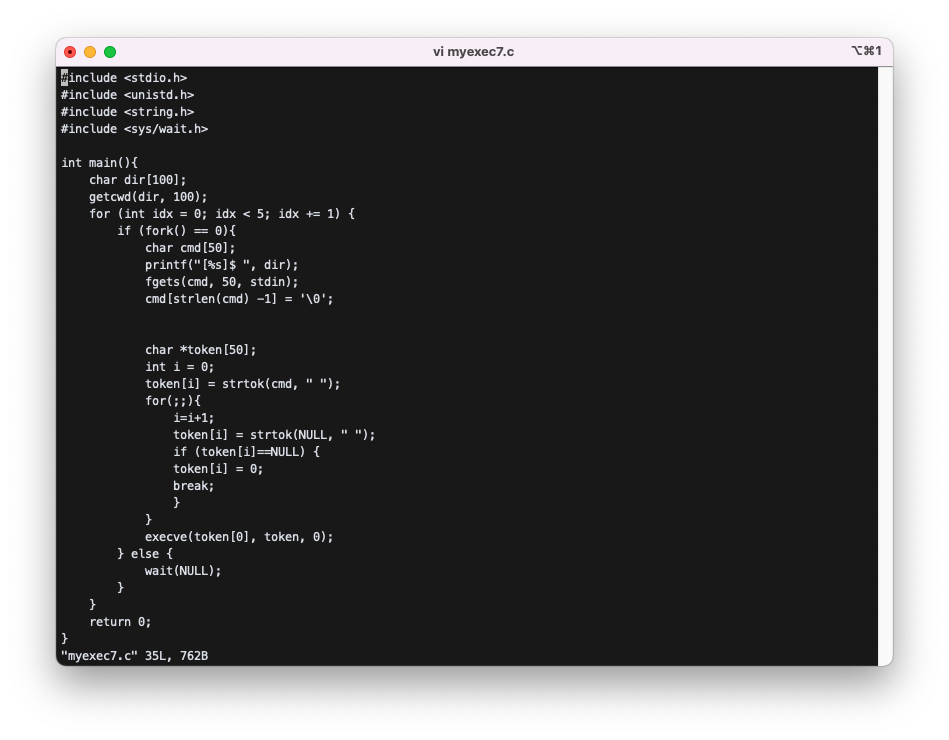 vi myexec7.c
⌥⌘1
#include <stdio.h>
#include <unistd.h>
#include <string.h>
#include <sys/wait.h>

int main(){
    char dir[100];
    getcwd(dir, 100);
    for (int idx = 0; idx < 5; idx += 1) {
        if (fork() == 0){
            char cmd[50];
            printf("[%s]$ ", dir);
            fgets(cmd, 50, stdin);
            cmd[strlen(cmd) -1] = '\0';


            char *token[50];
            int i = 0;
            token[i] = strtok(cmd, " ");
            for(;;){
                i=i+1;
                token[i] = strtok(NULL, " ");
                if (token[i]==NULL) {
                token[i] = 0;
                break;
                }
            }
            execve(token[0], token, 0);
        } else {
            wait(NULL);
        }
    }
    return 0;
}
"myexec7.c" 35L, 762B